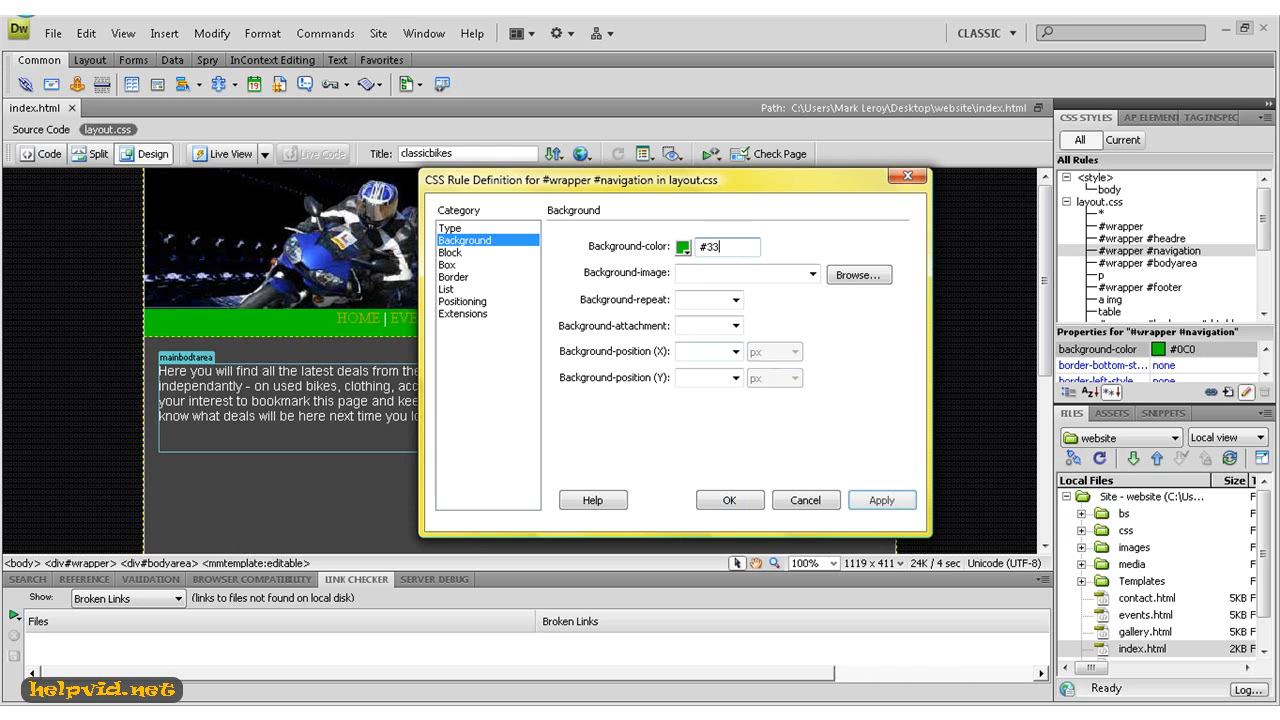 Dw File Edit View Insert Modify Format Commands Site Window Help CLASSIC
Common Layout Forms Data Spry InContext Editing Text Favorites
index.html Path: C:\Users\Mark Leroy\Desktop\website\index.html
Source Code layout.css
Code Split Design Live View Live Code Title: classicbikes Check Page
HOME | EVE
mainbodtarea
Here you will find all the latest deals from the
independantly - on used bikes, clothing, acc
your interest to bookmark this page and kee
know what deals will be here next time you lo
CSS Rule Definition for #wrapper #navigation in layout.css
Category
Type
Background
Block
Box
Border
List
Positioning
Extensions
Background
Background-color: #33
Background-image: Browse...
Background-repeat:
Background-attachment:
Background-position (X): px
Background-position (Y): px
Help OK Cancel Apply
CSS STYLES AP ELEMEN TAG INSPEC
All Current
All Rules
<style>
body
layout.css
*
#wrapper
#wrapper #headre
#wrapper #navigation
#wrapper #bodyarea
p
#wrapper #footer
a img
table
Properties for "#wrapper #navigation"
background-color #0C0
border-bottom-st... none
border-left-style none
FILES ASSETS SNIPPETS
website Local view
Local Files Size T
Site - website (C:\Us... F
bs F
css F
images F
media F
Templates F
contact.html 5KB F
events.html 5KB F
gallery.html 5KB F
index.html 2KB F
Ready Log...
<body> <div#wrapper> <div#bodyarea> <mmtemplate:editable> 100% 1119 x 411 24K / 4 sec Unicode (UTF-8)
SEARCH REFERENCE VALIDATION BROWSER COMPATIBILITY LINK CHECKER SERVER DEBUG
Show: Broken Links (links to files not found on local disk)
Files Broken Links
helpvid.net